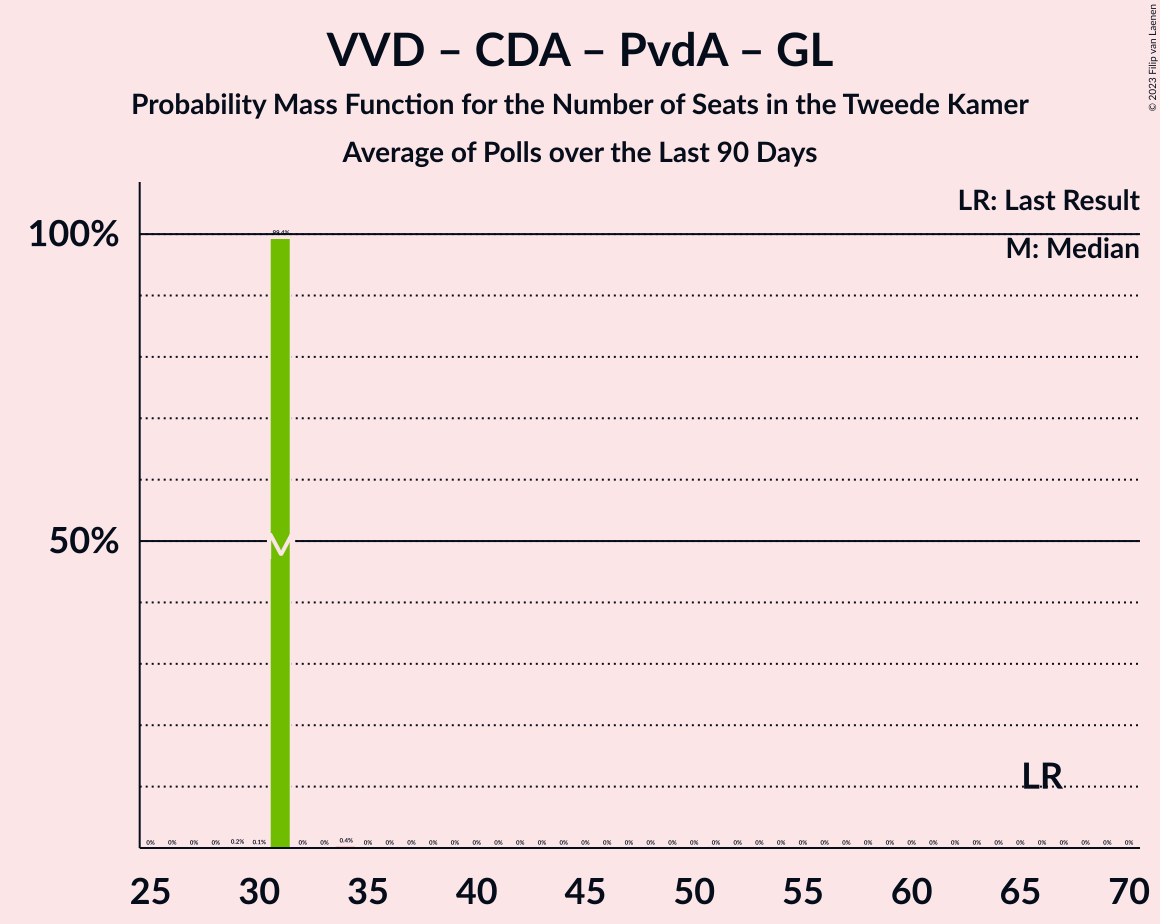 VVD – CDA – PvdA – GL
Probability Mass Function for the Number of Seats in the Tweede Kamer
Average of Polls over the Last 90 Days
© 2023 Filip van Laenen
LR: Last Result
M: Median
100%
50%
99.4%
M
LR
0% 0% 0% 0% 0.2% 0.1% 0% 0% 0.4% 0% 0% 0% 0% 0% 0% 0% 0% 0% 0% 0% 0% 0% 0% 0% 0% 0% 0% 0% 0% 0% 0% 0% 0% 0% 0% 0% 0% 0% 0% 0% 0% 0% 0% 0% 0%
25 30 35 40 45 50 55 60 65 70